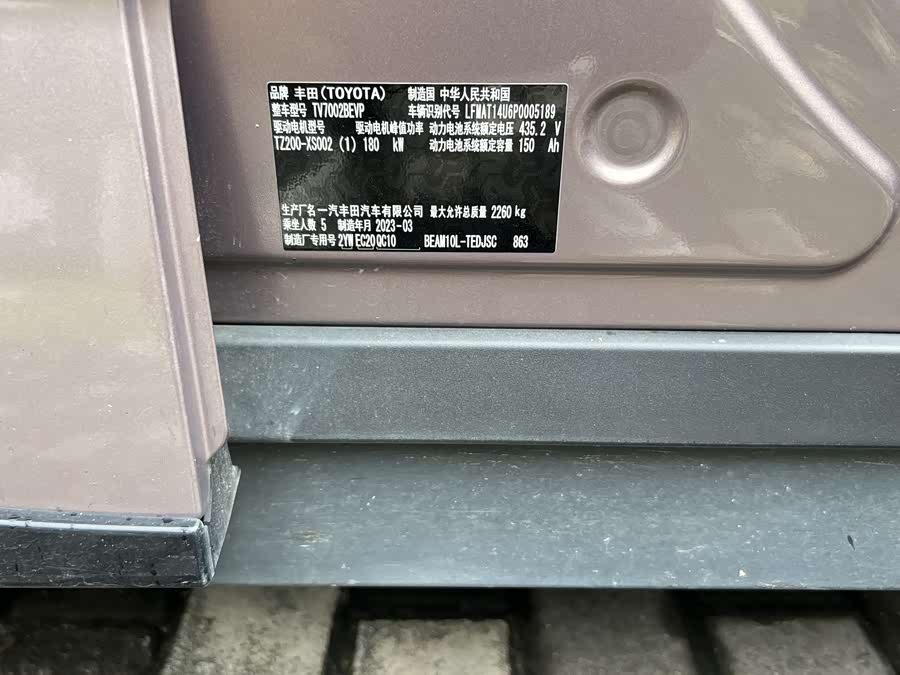 品牌 丰田(TOYOTA) 制造国 中华人民共和国
整车型号 TV7002BEVP 车辆识别代号 LFMAT14U6P0005189
驱动电机型号 驱动电机峰值功率 动力电池系统额定电压 435.2 V
TZ200-XS002 (1) 180 kW 动力电池系统额定容量 150 Ah
生产厂名 一汽丰田汽车有限公司 最大允许总质量 2260 kg
乘坐人数 5 制造年月 2023-03
制造厂专用号 2YW EC20 QC10 BEAM10L-TEDJSC 863